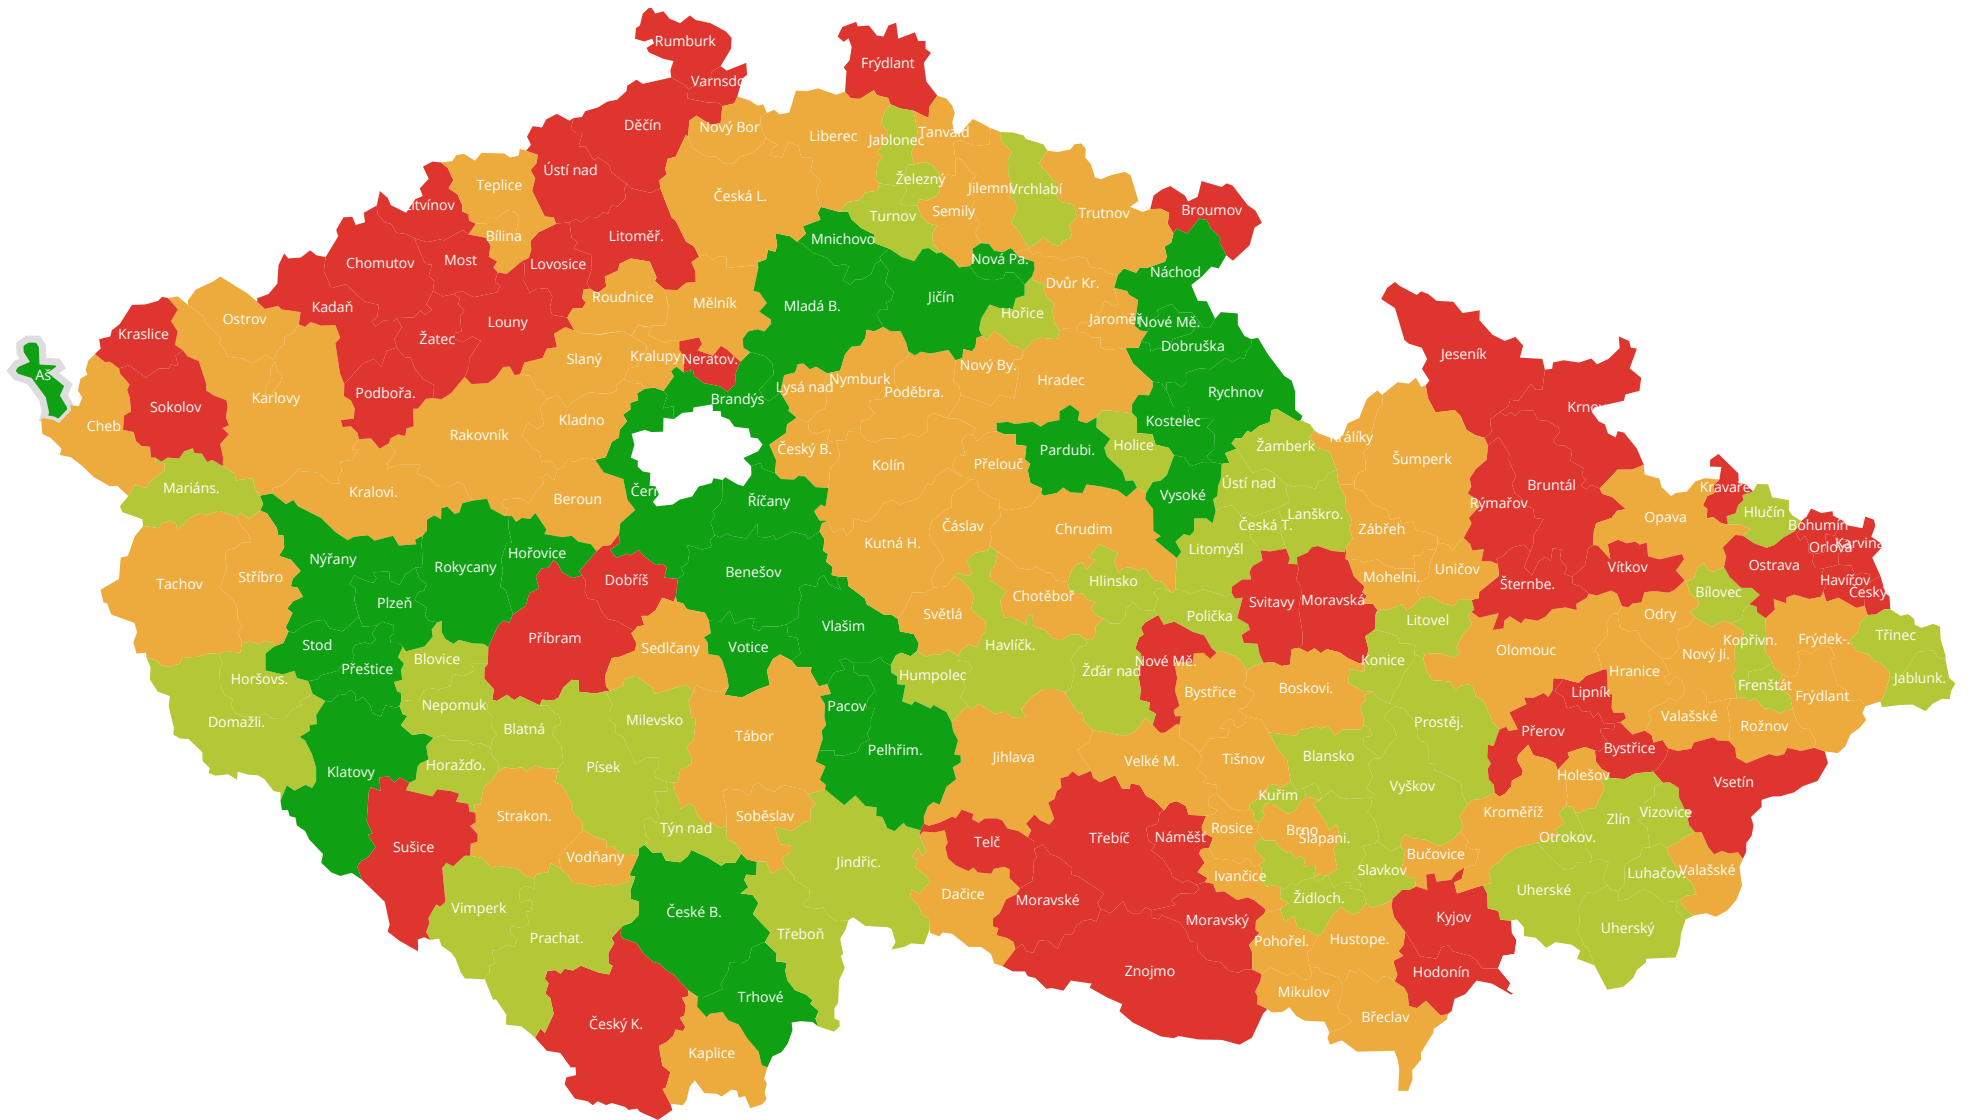 Rumburk
Frýdlant
Varnsdo
Děčín
Nový Bor
Liberec
Jablonec
Tanvald
Ústí nad
Teplice
Železný
Jilemni
Vrchlabí
Česká L.
itvínov
Semily
Trutnov
Broumov
Turnov
Bílina
Litoměř.
Mnichovo
Most
Lovosice
Chomutov
Nová Pa.
Náchod
Dvůr Kr.
Roudnice
Mělník
Mladá B.
Jičín
Kadaň
Ostrov
Hořice
Jaroměř
Nové Mě.
Louny
Kraslice
Žatec
Dobruška
Jeseník
Slaný
Kralupy
Neratov.
Aš
Nový By.
Nymburk
Lysá nad
Hradec
Poděbra.
Rychnov
Podbořa.
Karlovy
Brandýs
Sokolov
Krnov
Cheb
Kladno
Kostelec
Rakovník
Králíky
Žamberk
Holice
Český B.
Pardubi.
Šumperk
Kolín
Přelouč
Mariáns.
Kralovi.
Čern
Beroun
Říčany
Vysoké
Ústí nad
Bruntál
Kravaře
Rýmařov
Hlučín
Lanškro.
Opava
Čáslav
Chrudim
Česká T.
Zábřeh
Bohumín
Kutná H.
Litomyšl
Orlová
Karviná
Hořovice
Nýřany
Rokycany
Ostrava
Vítkov
Benešov
Stříbro
Tachov
Dobříš
Hlinsko
Mohelni.
Uničov
Šternbe.
Havířov
Český
Bílovec
Chotěboř
Plzeň
Svitavy
Moravská
Světlá
Polička
Odry
Litovel
Vlašim
Třinec
Příbram
Frýdek-.
Kopřivn.
Stod
Havlíčk.
Votice
Sedlčany
Olomouc
Nový Ji.
Blovice
Konice
Nové Mě.
Přeštice
Žďár nad
Hranice
Humpolec
Horšovs.
Jablunk.
Frenštát
Boskovi.
Bystřice
Lipník
Frýdlant
Nepomuk
Pacov
Valašské
Milevsko
Domažli.
Prostěj.
Rožnov
Blatná
Přerov
Tábor
Pelhřim.
Bystřice
Jihlava
Blansko
Tišnov
Velké M.
Horažďo.
Písek
Klatovy
Holešov
Vsetín
Vyškov
Kuřim
Kroměříž
Vizovice
Strakon.
Soběslav
Zlín
Týn nad
Rosice
Brno
Šlapani.
Otrokov.
Náměšť
Třebíč
Telč
Sušice
Bučovice
Vodňany
Jindřic.
Slavkov
Valašské
Luhačov.
Ivančice
Uherské
Dačice
Židloch.
Moravské
Vimperk
České B.
Kyjov
Moravský
Uherský
Třeboň
Prachat.
Hustope.
Pohořel.
Znojmo
Hodonín
Mikulov
Trhové
Břeclav
Český K.
Kaplice